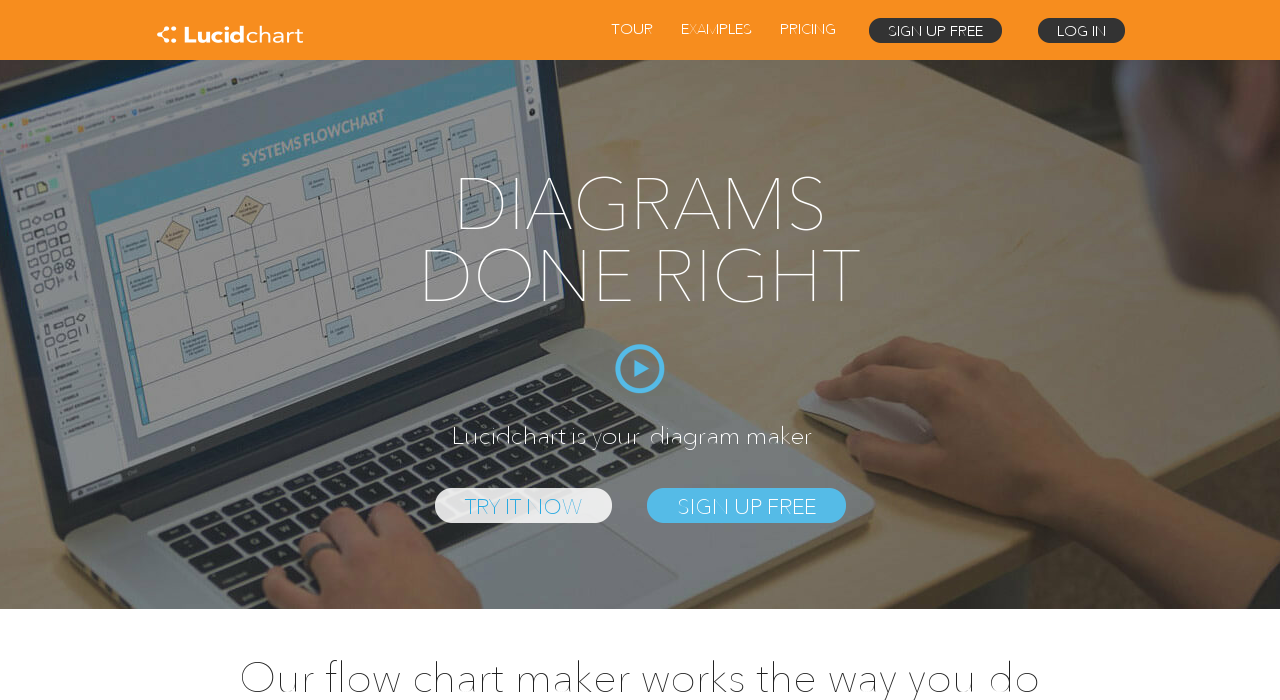 Lucidchart
TOUR EXAMPLES PRICING SIGN UP FREE LOG IN
SYSTEMS FLOWCHART
DIAGRAMS
DONE RIGHT
Lucidchart is your diagram maker
TRY IT NOW SIGN UP FREE
Our flow chart maker works the way you do